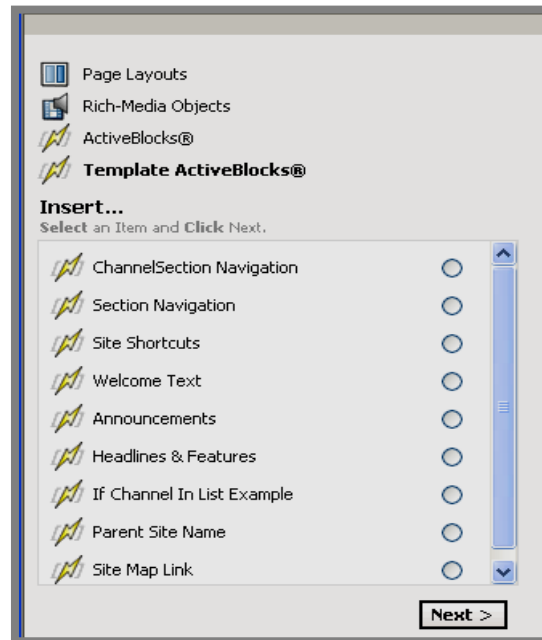 Page Layouts
Rich-Media Objects
ActiveBlocks®
Template ActiveBlocks®
Insert...
Select an Item and Click Next.
ChannelSection Navigation
Section Navigation
Site Shortcuts
Welcome Text
Announcements
Headlines & Features
If Channel In List Example
Parent Site Name
Site Map Link
Next >